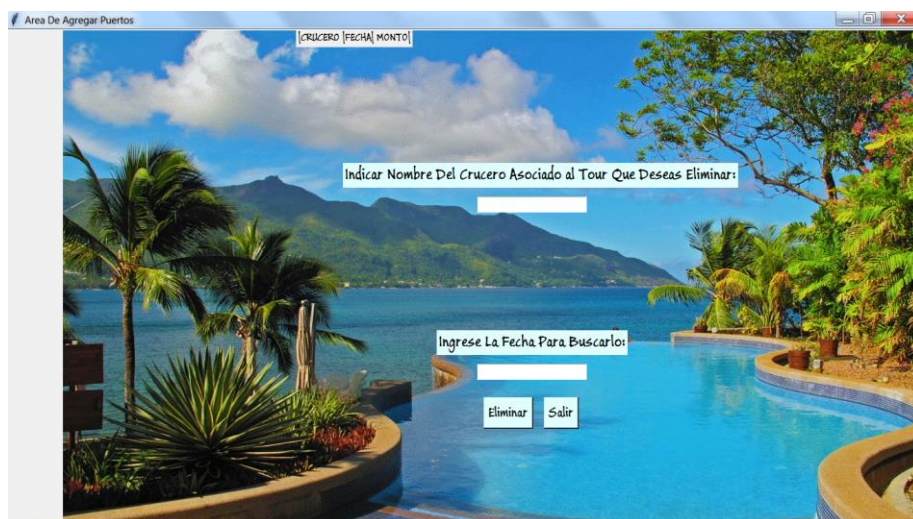 Area De Agregar Puertos
|CRUCERO |FECHA| MONTO|
Indicar Nombre Del Crucero Asociado al Tour Que Deseas Eliminar:
Ingrese La Fecha Para Buscarlo:
Eliminar Salir